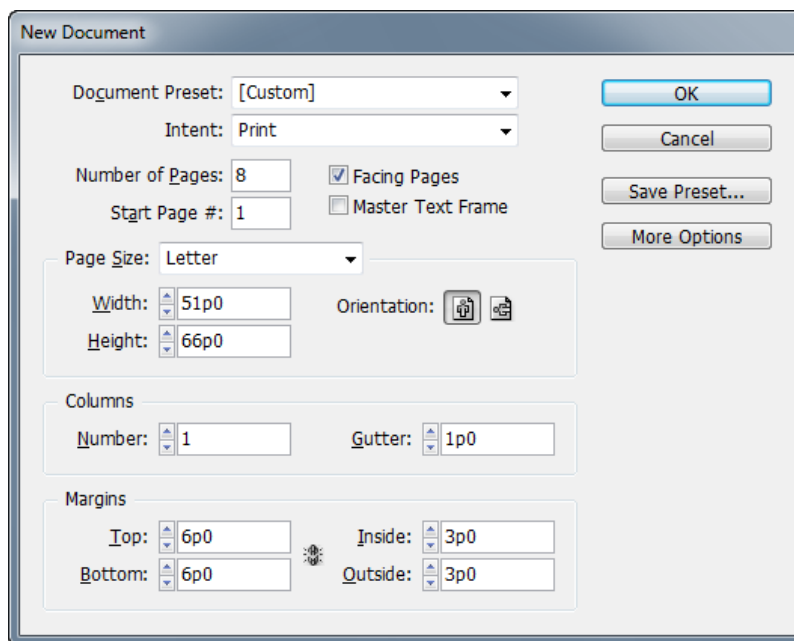 New Document
Document Preset: [Custom]
OK
Intent: Print
Cancel
Number of Pages: 8
Facing Pages
Save Preset...
Start Page #: 1
Master Text Frame
More Options
Page Size: Letter
Width: 51p0
Orientation:
Height: 66p0
Columns
Number: 1
Gutter: 1p0
Margins
Top: 6p0
Inside: 3p0
Bottom: 6p0
Outside: 3p0